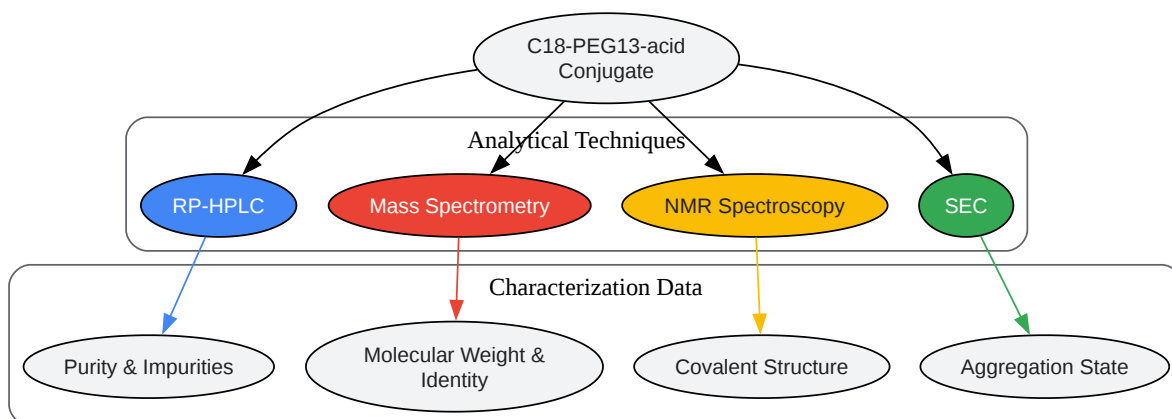 C18-PEG13-acid
Conjugate
Analytical Techniques
RP-HPLC
Mass Spectrometry
NMR Spectroscopy
SEC
Characterization Data
Purity & Impurities
Molecular Weight &
Identity
Covalent Structure
Aggregation State